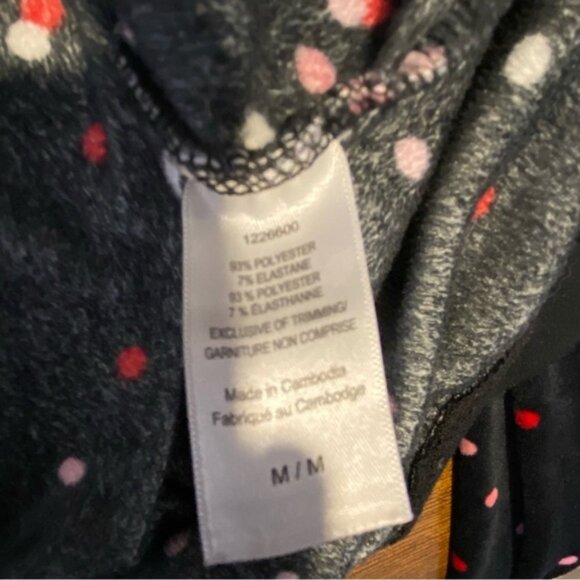 1226600
93% POLYESTER
7% ELASTANE
93 % POLYESTER
7 % ÉLASTHANNE
EXCLUSIVE OF TRIMMING/
GARNITURE NON COMPRISE
Made in Cambodia
Fabriqué au Cambodge
M / M